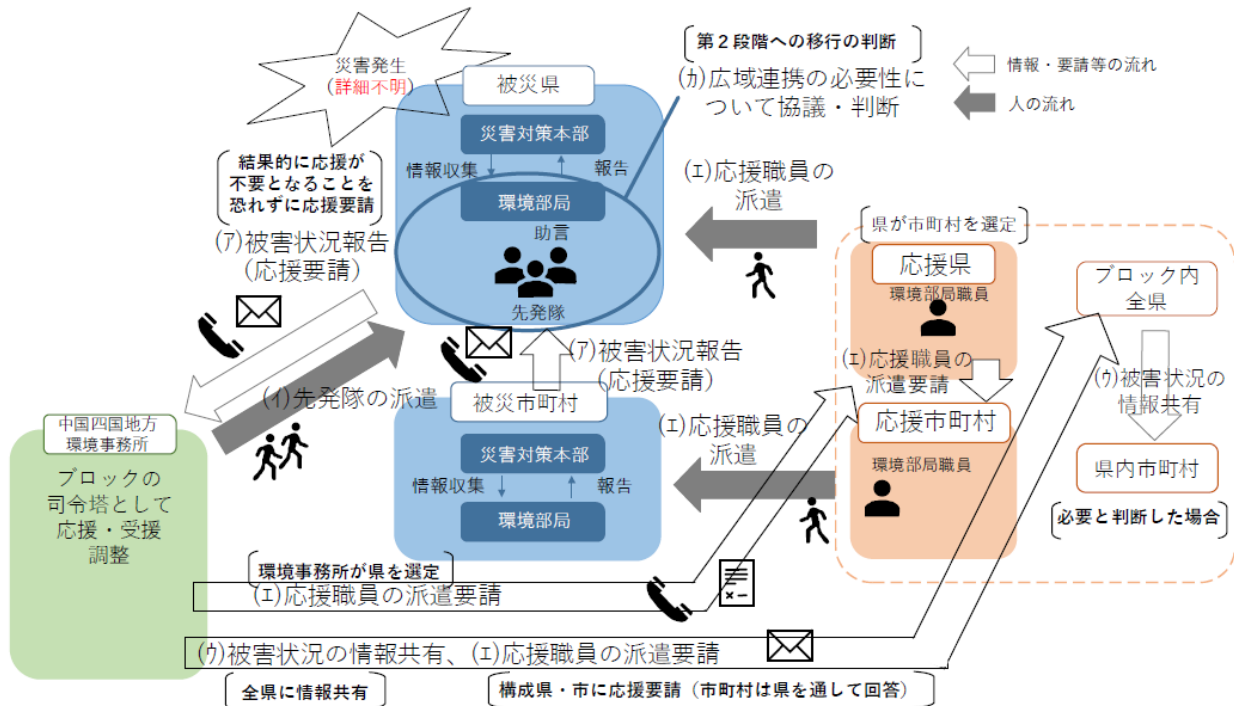 災害発生
(詳細不明)
結果的に応援が
不要となることを
恐れずに応援要請
(ｱ)被害状況報告
(応援要請)
被災県
災害対策本部
情報収集
報告
環境部局
助言
先発隊
第２段階への移行の判断
(ｶ)広域連携の必要性に
ついて協議・判断
情報・要請等の流れ
人の流れ
(ｴ)応援職員の
派遣
県が市町村を選定
応援県
環境部局職員
ブロック内
全県
(ｱ)被害状況報告
(応援要請)
(ｴ)応援職員の
派遣要請
(ｳ)被害状況の
情報共有
(ｲ)先発隊の派遣
中国四国地方
環境事務所
ブロックの
司令塔として
応援・受援
調整
被災市町村
災害対策本部
情報収集
報告
環境部局
(ｴ)応援職員の
派遣
応援市町村
環境部局職員
県内市町村
必要と判断した場合
環境事務所が県を選定
(ｴ)応援職員の派遣要請
(ｳ)被害状況の情報共有、(ｴ)応援職員の派遣要請
全県に情報共有
構成県・市に応援要請（市町村は県を通して回答）